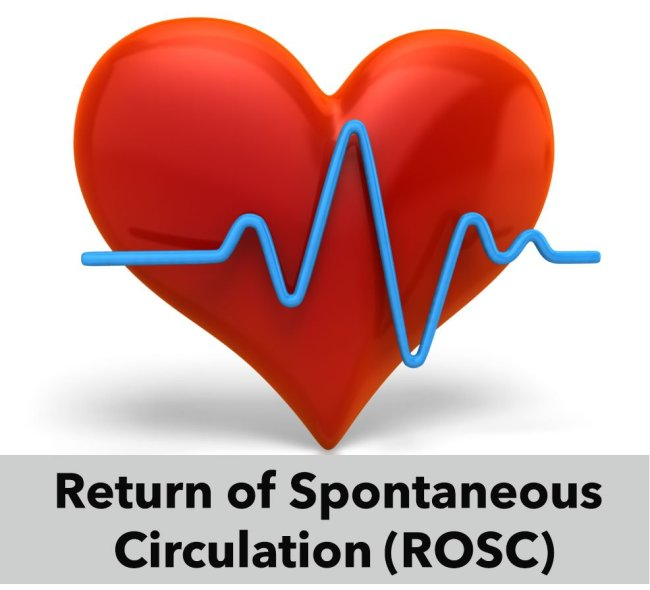 Return of Spontaneous
Circulation (ROSC)